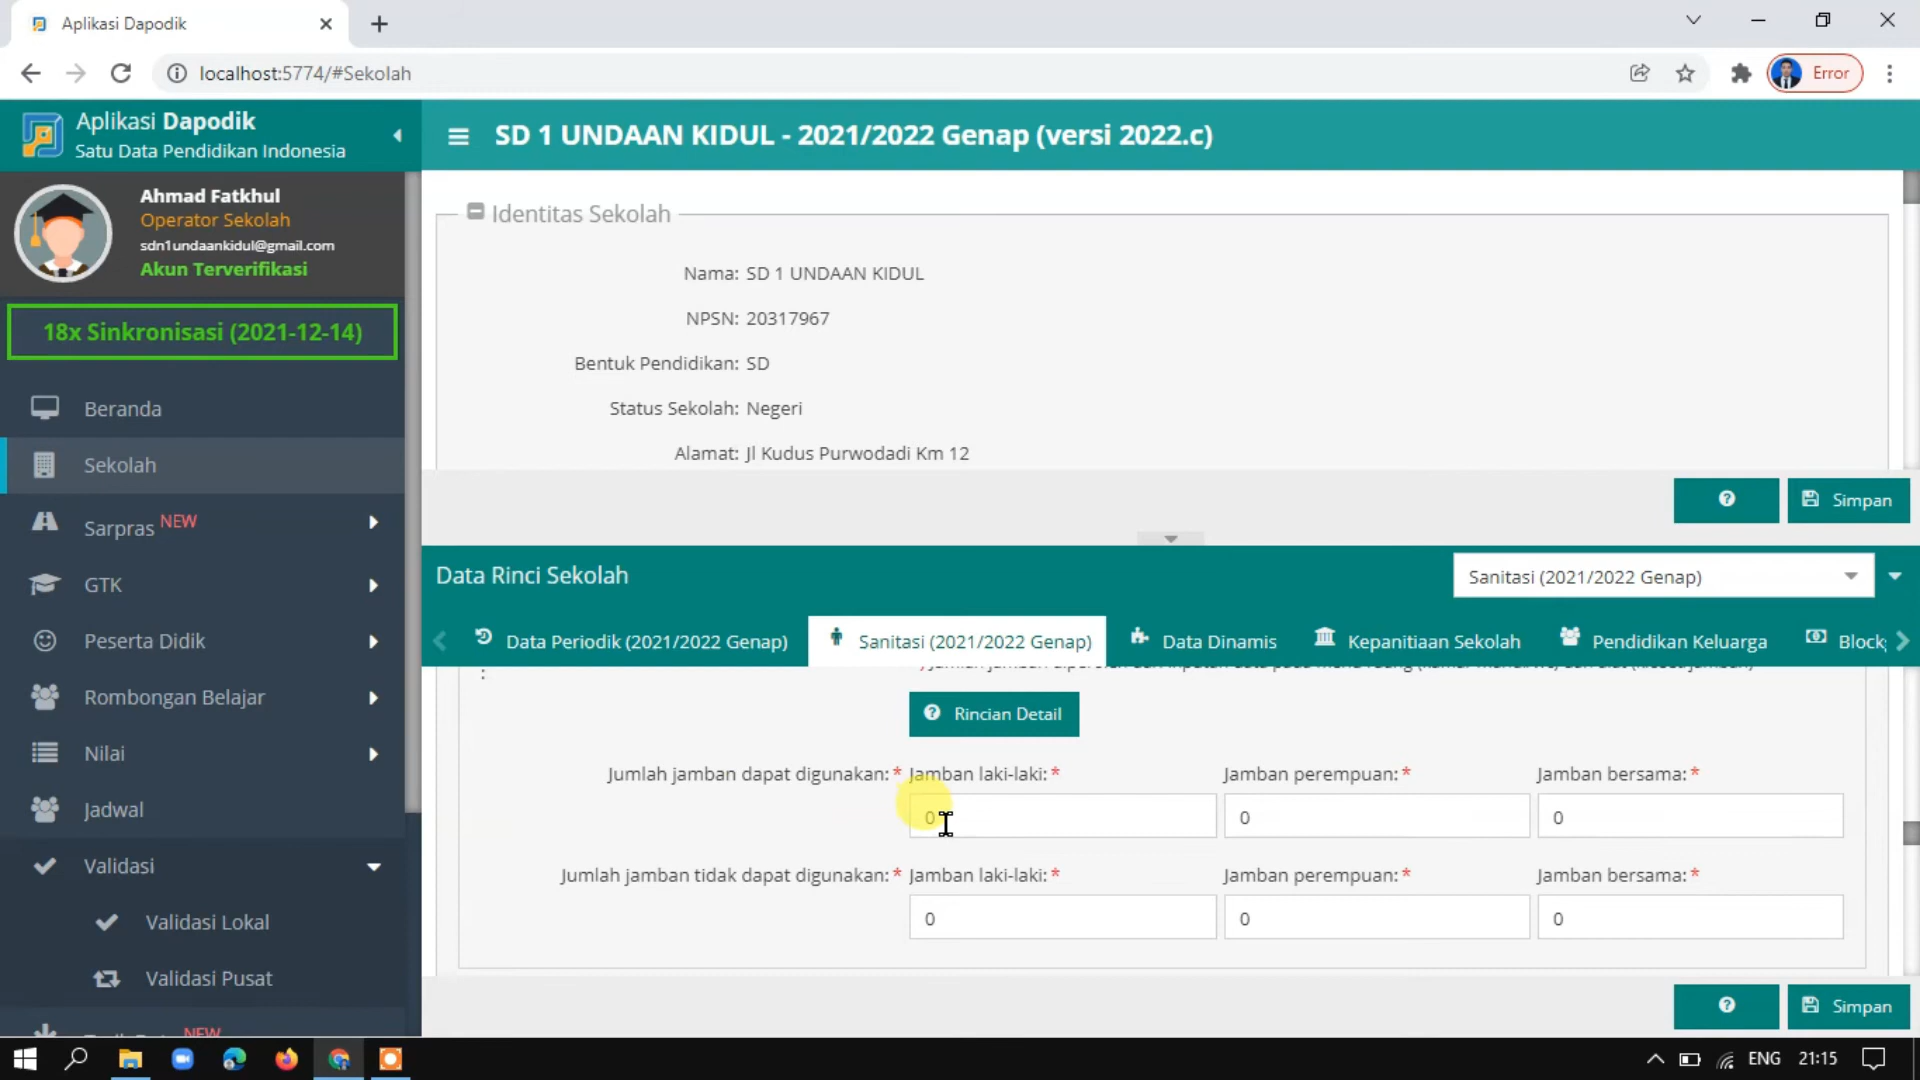 Aplikasi Dapodik
localhost:5774/#Sekolah
Error
Aplikasi Dapodik
Satu Data Pendidikan Indonesia
SD 1 UNDAAN KIDUL - 2021/2022 Genap (versi 2022.c)
Ahmad Fatkhul
Operator Sekolah
sdn1undaankidul@gmail.com
Akun Terverifikasi
18x Sinkronisasi (2021-12-14)
Beranda
Sekolah
Sarpras NEW
GTK
Peserta Didik
Rombongan Belajar
Nilai
Jadwal
Validasi
Validasi Lokal
Validasi Pusat
NEW
Identitas Sekolah
Nama: SD 1 UNDAAN KIDUL
NPSN: 20317967
Bentuk Pendidikan: SD
Status Sekolah: Negeri
Alamat: Jl Kudus Purwodadi Km 12
Simpan
Data Rinci Sekolah
Sanitasi (2021/2022 Genap)
Data Periodik (2021/2022 Genap)
Sanitasi (2021/2022 Genap)
Data Dinamis
Kepanitiaan Sekolah
Pendidikan Keluarga
Block
:
Rincian Detail
Jumlah jamban dapat digunakan: * Jamban laki-laki: * Jamban perempuan: * Jamban bersama: *
0 0 0
Jumlah jamban tidak dapat digunakan: * Jamban laki-laki: * Jamban perempuan: * Jamban bersama: *
0 0 0
Simpan
ENG 21:15